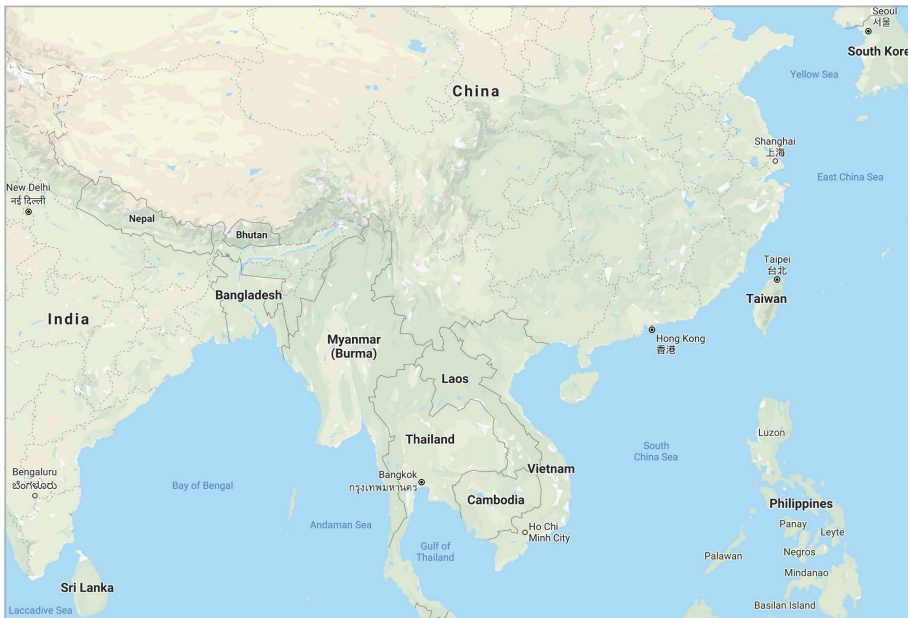 Seoul
서울
South Kore
Yellow Sea
China
Shanghai
上海
East China Sea
New Delhi
नई दिल्ली
Nepal
Bhutan
Taipei
台北
Bangladesh
Taiwan
India
Myanmar
(Burma)
Hong Kong
香港
Laos
Luzon
Thailand
South
China Sea
Vietnam
Bengaluru
ಬೆಂಗಳೂರು
Bangkok
กรุงเทพมหานคร
Bay of Bengal
Cambodia
Philippines
Andaman Sea
Ho Chi
Minh City
Panay
Leyte
Gulf of
Thailand
Palawan
Negros
Mindanao
Sri Lanka
Laccadive Sea
Basilan Island